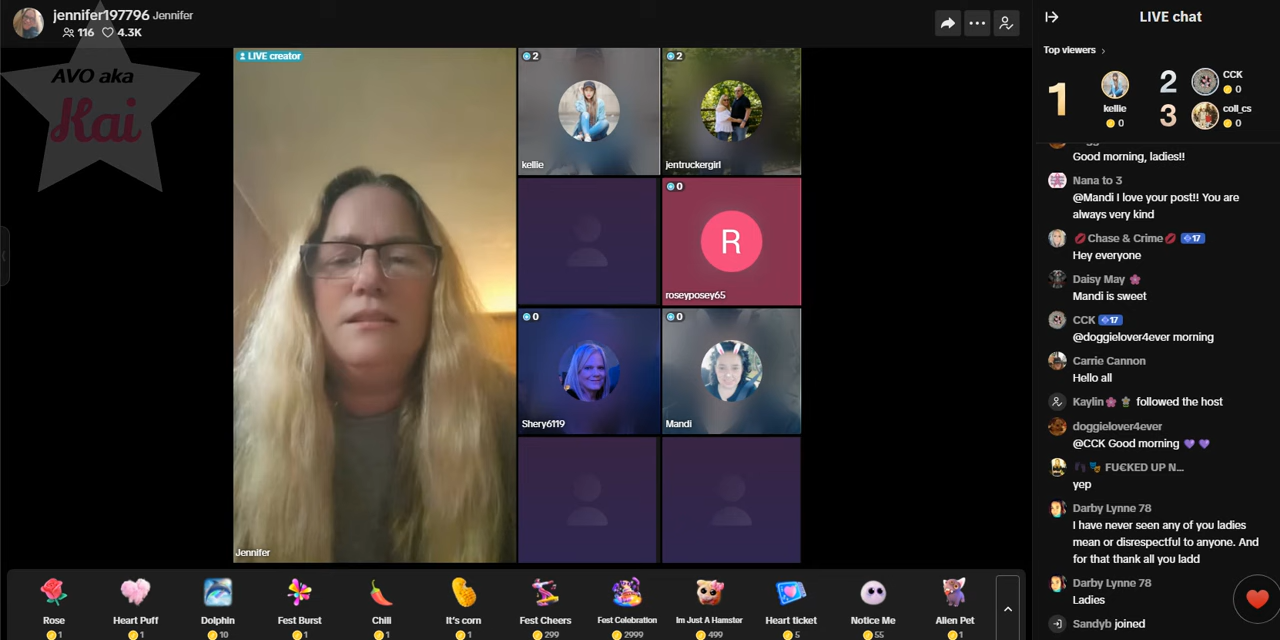 jennifer197796 Jennifer
116 4.3K
AVO aka
Kai
LIVE creator
Jennifer
2
kellie
2
jentruckergirl
0
R
roseyposey65
0
Shery6119
0
Mandi
Rose
1
Heart Puff
1
Dolphin
10
Fest Burst
1
Chili
1
It's corn
1
Fest Cheers
299
Fest Celebration
2999
Im Just A Hamster
499
Heart ticket
5
Notice Me
55
Alien Pet
1
LIVE chat
Top viewers
1
kellie
0
2
CCK
0
3
coll_cs
0
Good morning, ladies!!
Nana to 3
@Mandi I love your post!! You are
always very kind
Chase & Crime 17
Hey everyone
Daisy May
Mandi is sweet
CCK 17
@doggielover4ever morning
Carrie Cannon
Hello all
Kaylin followed the host
doggielover4ever
@CCK Good morning
FU€KED UP N...
yep
Darby Lynne 78
I have never seen any of you ladies
mean or disrespectful to anyone. And
for that thank all you ladd
Darby Lynne 78
Ladies
Sandyb joined